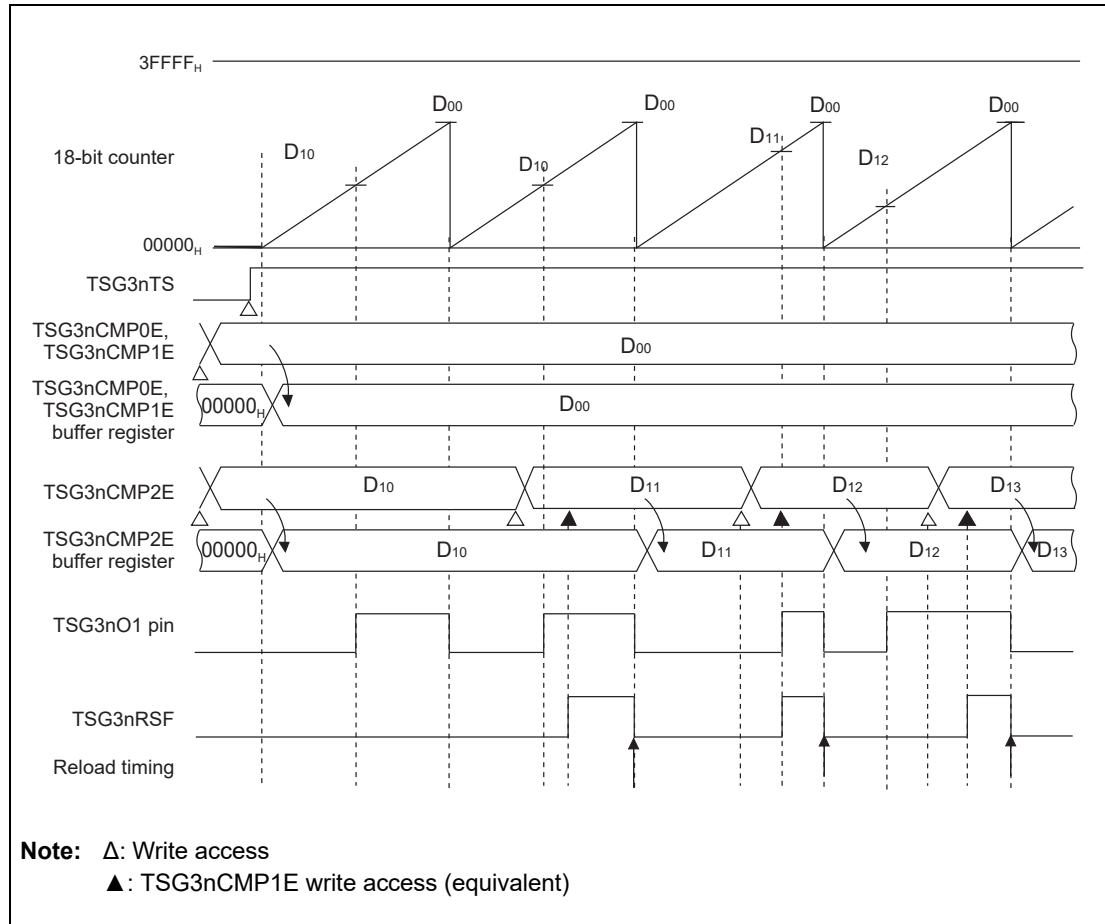 3FFFFH
D00 D00 D00 D00
D11
D10 D10 D12
18-bit counter
00000H
TSG3nTS
TSG3nCMP0E,
TSG3nCMP1E
D00
TSG3nCMP0E,
TSG3nCMP1E
buffer register
00000H
D00
TSG3nCMP2E
D10 D11 D12 D13
TSG3nCMP2E
buffer register
00000H
D10 D11 D12 D13
TSG3nO1 pin
TSG3nRSF
Reload timing
Note: Δ: Write access
▲: TSG3nCMP1E write access (equivalent)